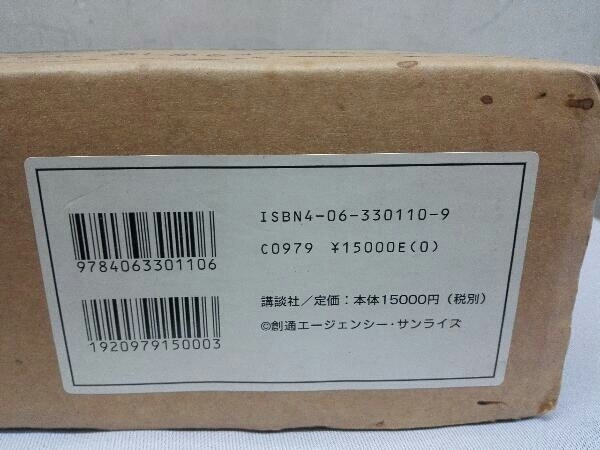 ISBN4-06-330110-9
9784063301106
C0979 ¥15000E(0)
講談社／定価：本体15000円（税別）
1920979150003
©創通エージェンシー・サンライズ